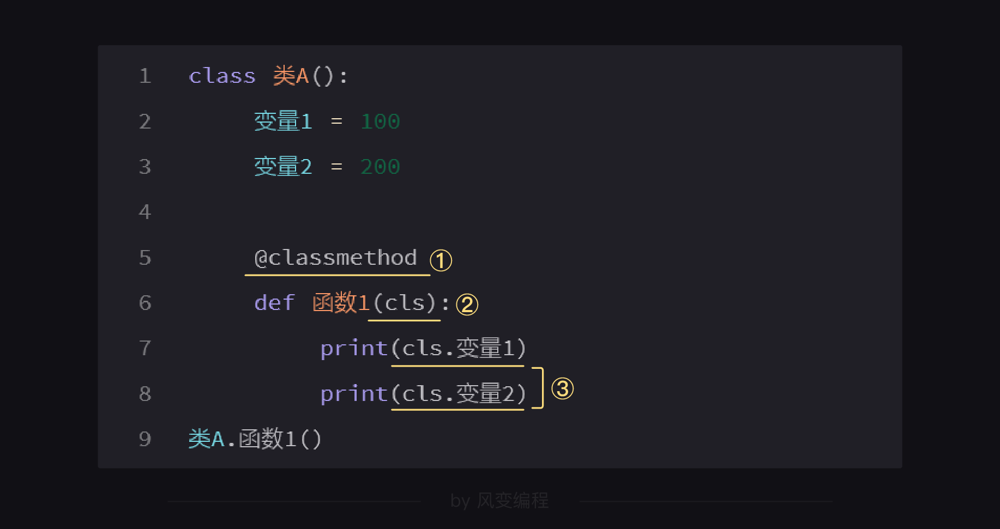 1 class 类A():
2 变量1 = 100
3 变量2 = 200
4
5 @classmethod ①
6 def 函数1(cls): ②
7 print(cls.变量1)
8 print(cls.变量2) ③
9 类A.函数1()
by 风变编程